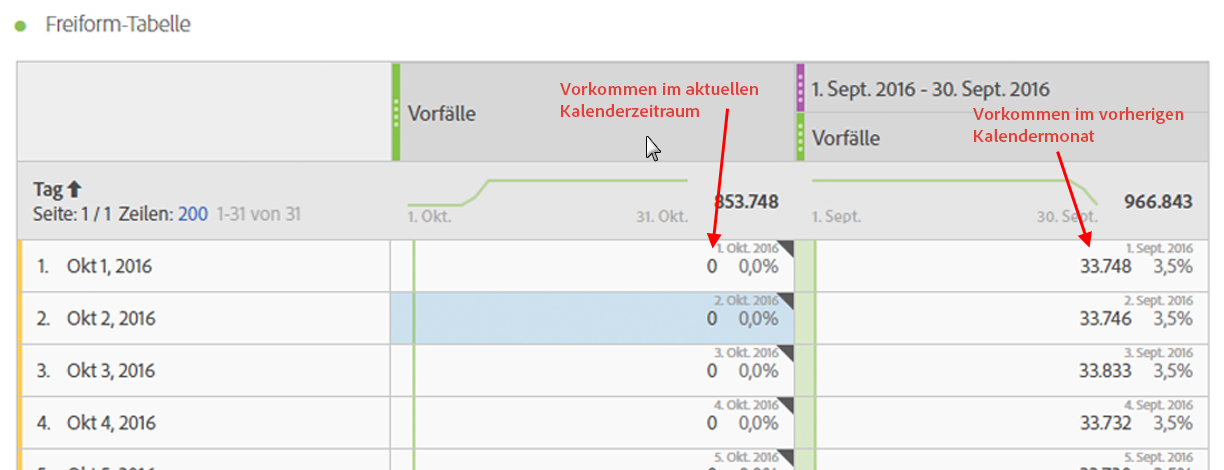 Freiform-Tabelle
Vorfälle
Vorkommen im aktuellen
Kalenderzeitraum
1. Sept. 2016 - 30. Sept. 2016
Vorfälle
Vorkommen im vorherigen
Kalendermonat
Tag
Seite: 1 / 1 Zeilen: 200 1-31 von 31
1. Okt. 31. Okt. 853.748
1. Sept. 30. Sept. 966.843
1. Okt. 2016 1. Sept. 2016
1. Okt 1, 2016 0 0,0% 33.748 3,5%
2. Okt. 2016 2. Sept. 2016
2. Okt 2, 2016 0 0,0% 33.746 3,5%
3. Okt. 2016 3. Sept. 2016
3. Okt 3, 2016 0 0,0% 33.833 3,5%
4. Okt. 2016 4. Sept. 2016
4. Okt 4, 2016 0 0,0% 33.732 3,5%
5. Okt. 2016 5. Sept. 2016